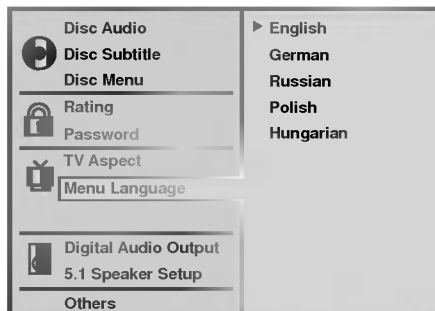 Disc Audio
Disc Subtitle
Disc Menu
Rating
Password
TV Aspect
Menu Language
Digital Audio Output
5.1 Speaker Setup
Others
English
German
Russian
Polish
Hungarian